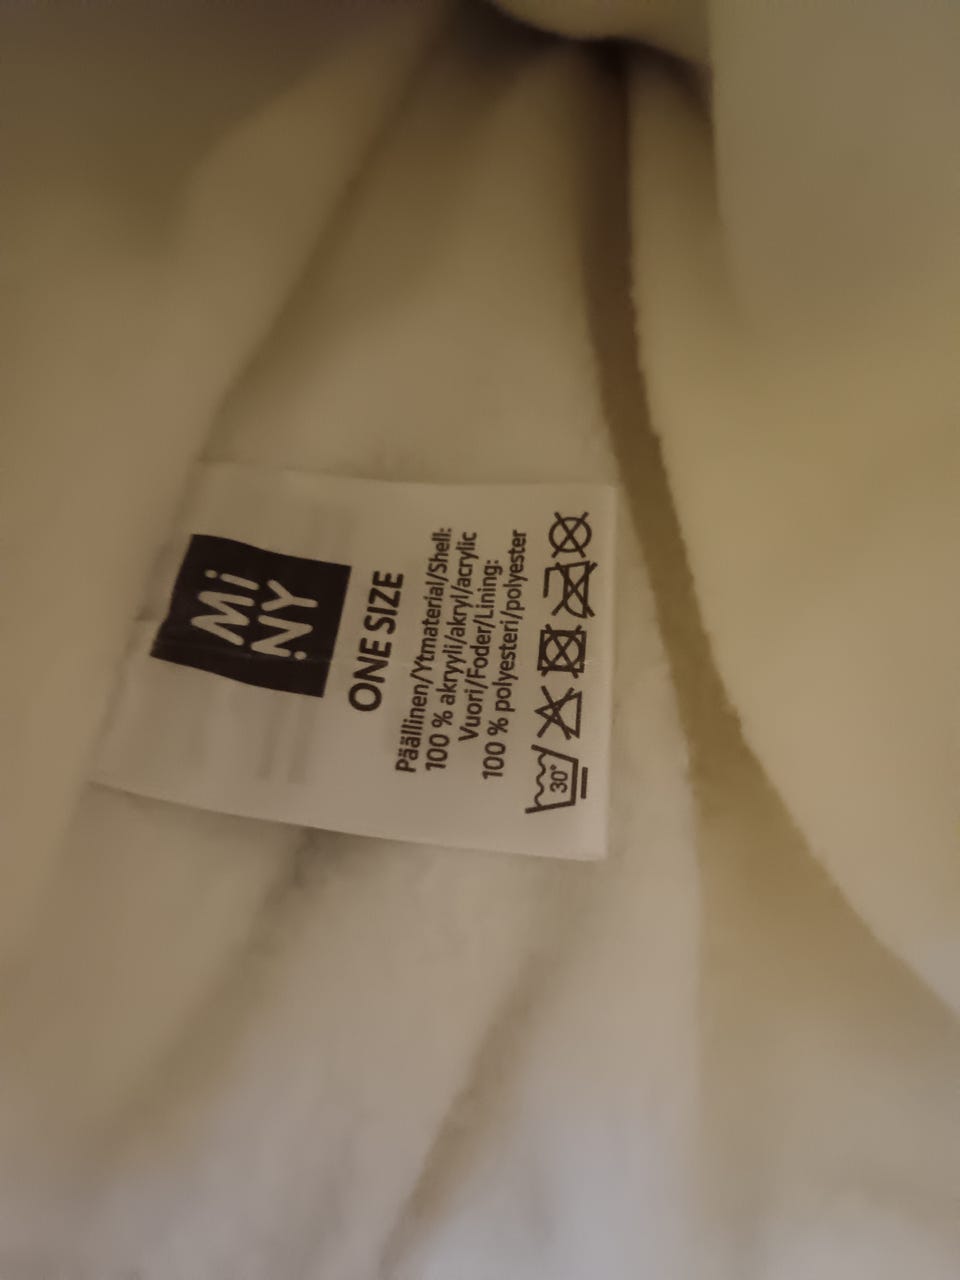 Mi
NY
ONE SIZE
Päällinen/Ytmaterial/Shell:
100 % akryyli/akryl/acrylic
Vuori/Foder/Lining:
100 % polyesteri/polyester
30°